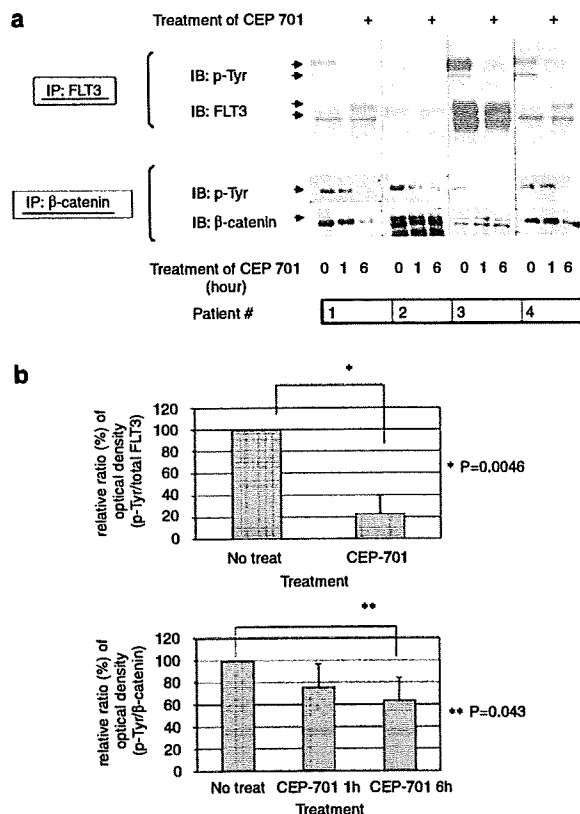 a
Treatment of CEP 701 + + + +
IP: FLT3
IB: p-Tyr
IB: FLT3
IP: β-catenin
IB: p-Tyr
IB: β-catenin
Treatment of CEP 701 0 1 6 0 1 6 0 1 6 0 1 6
(hour)
Patient # 1 2 3 4
b
relative ratio (%) of
optical density
(p-Tyr/total FLT3)
120
100
80
60
40
20
0
*
* P=0.0046
No treat CEP-701
Treatment
relative ratio (%) of
optical density
(p-Tyr/β-catenin)
120
100
80
60
40
20
0
**
** P=0.043
No treat CEP-701 1h CEP-701 6h
Treatment